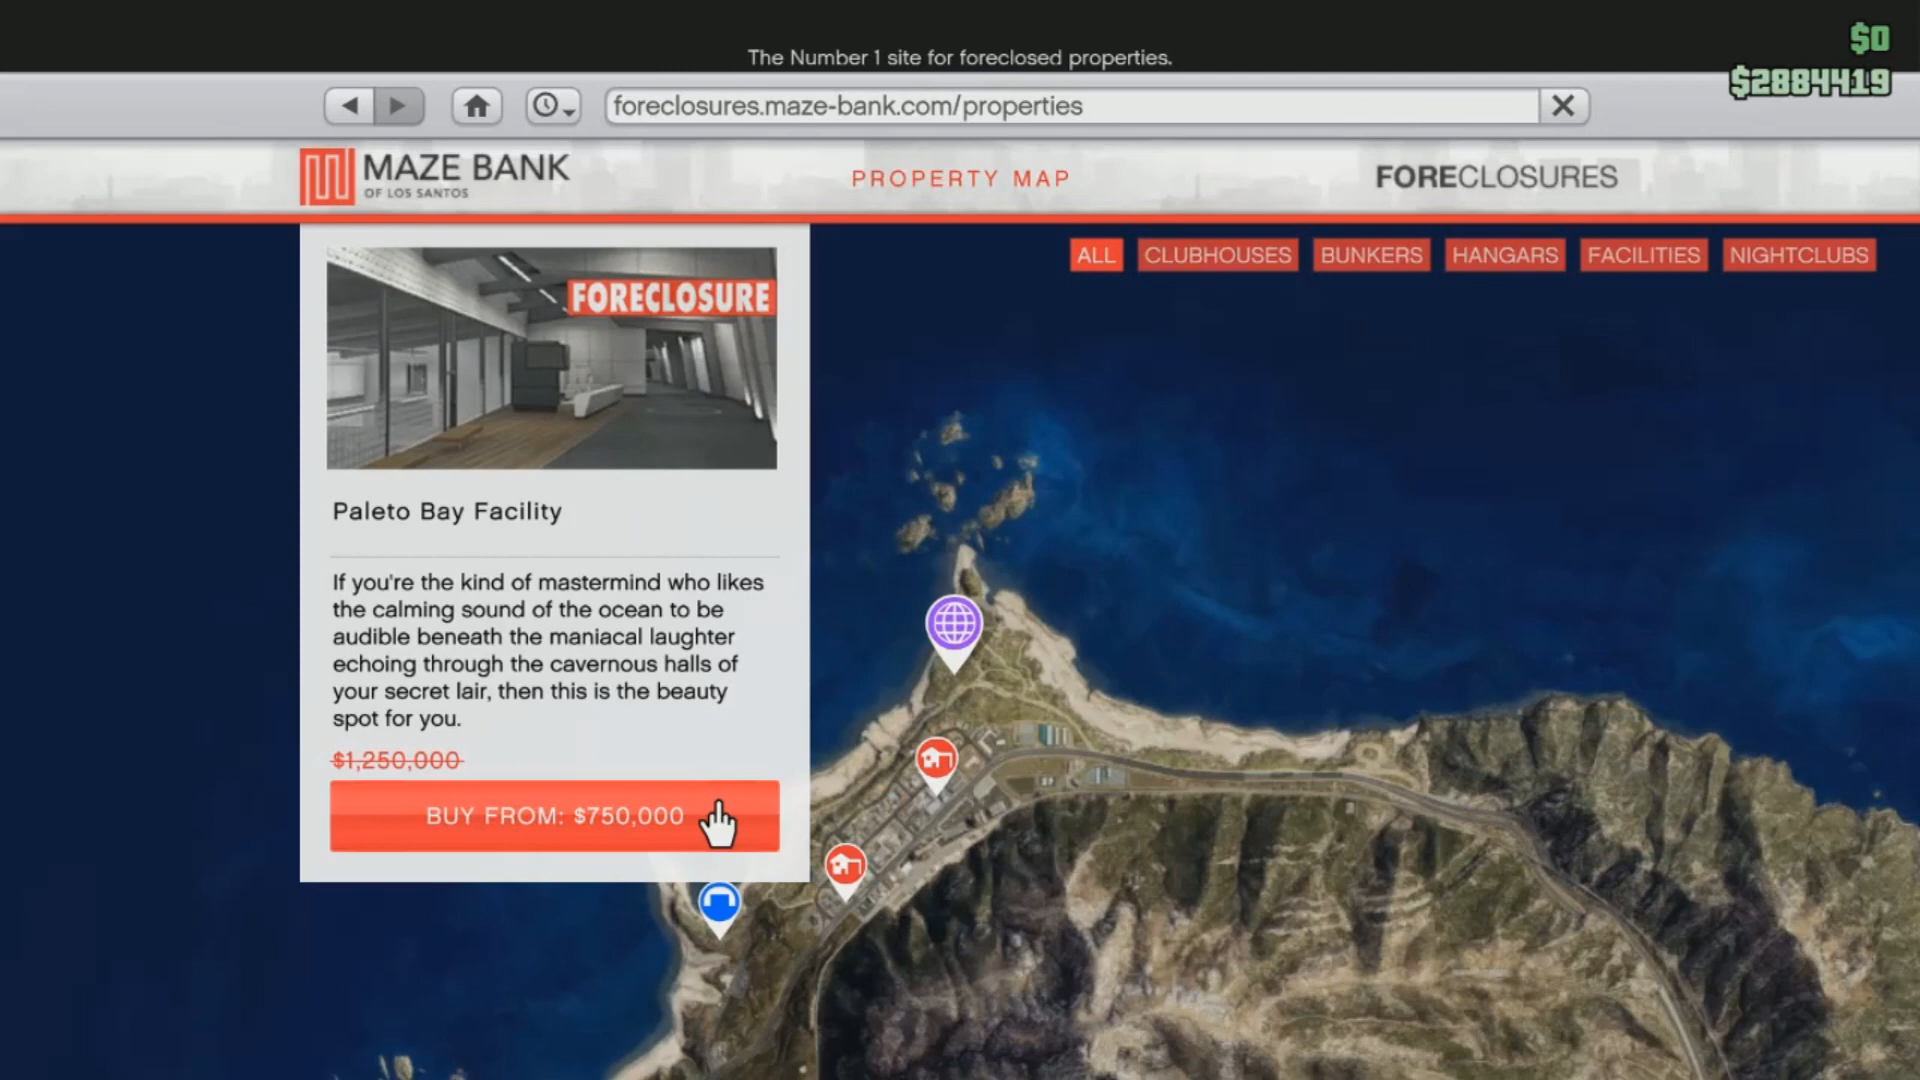 $0
The Number 1 site for foreclosed properties.
$2884419
foreclosures.maze-bank.com/properties
MAZE BANK
OF LOS SANTOS
PROPERTY MAP
FORECLOSURES
ALL
CLUBHOUSES
BUNKERS
HANGARS
FACILITIES
NIGHTCLUBS
FORECLOSURE
Paleto Bay Facility
If you're the kind of mastermind who likes
the calming sound of the ocean to be
audible beneath the maniacal laughter
echoing through the cavernous halls of
your secret lair, then this is the beauty
spot for you.
$1,250,000
BUY FROM: $750,000